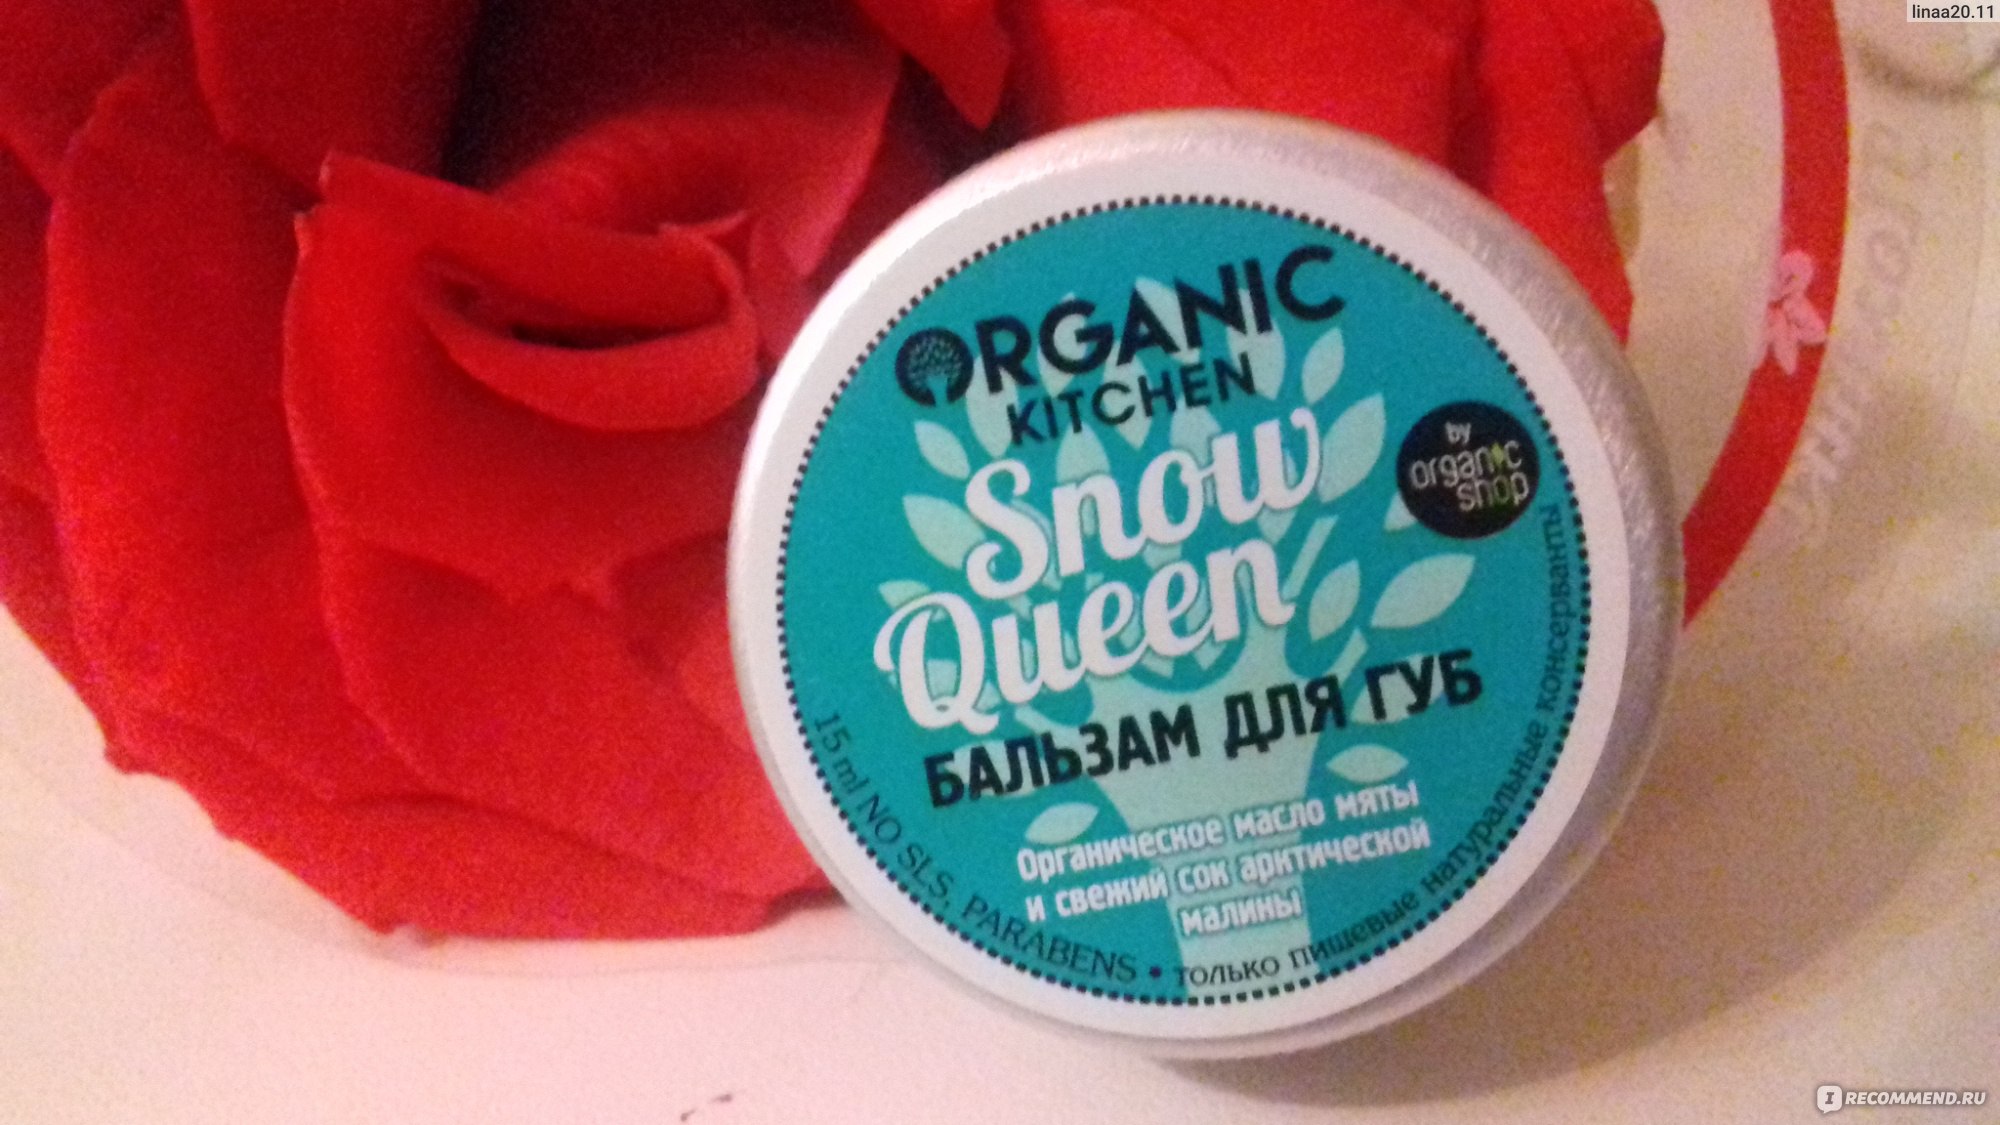 linaa20.11
ORGANIC
KITCHEN
by
organic
shop
Snow
Queen
БАЛЬЗАМ ДЛЯ ГУБ
Органическое масло мяты
и свежий сок арктической
малины
15 ml NO SLS, PARABENS • только пищевые натуральные консерванты
I RECOMMEND.RU